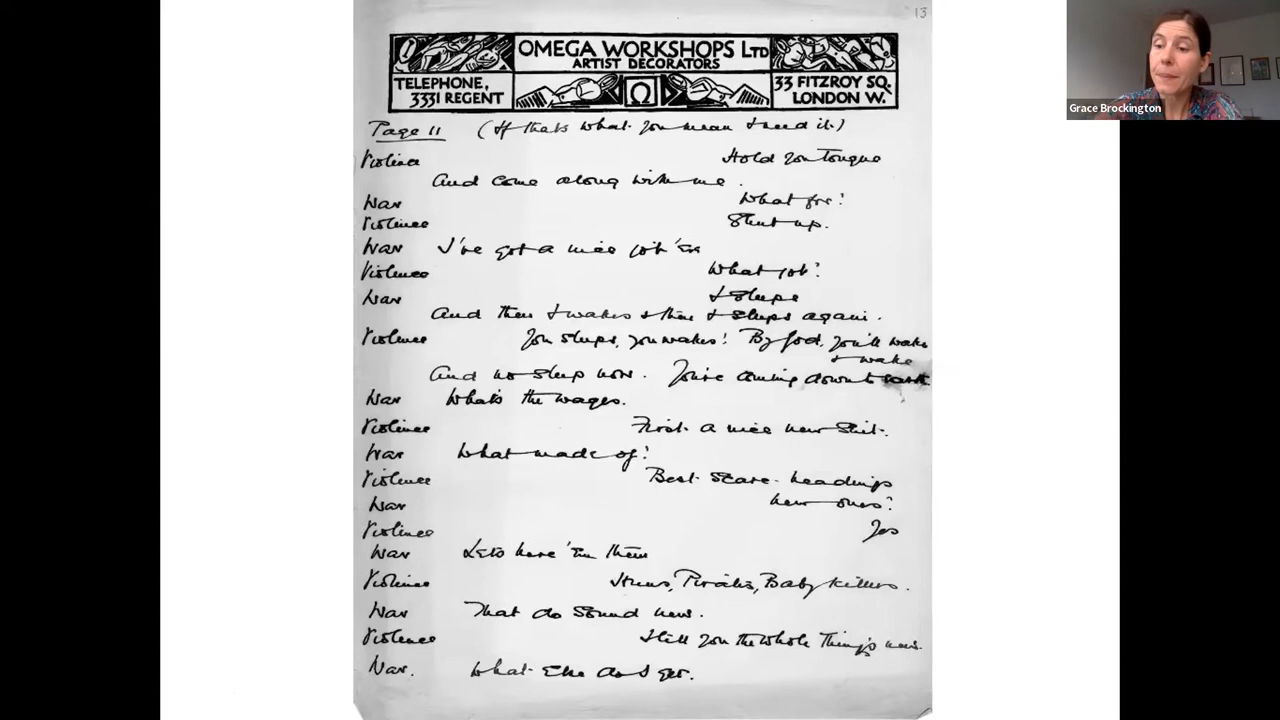 13
OMEGA WORKSHOPS LTD
ARTIST DECORATORS
TELEPHONE,
3331 REGENT
Ω
33 FITZROY SQ.
LONDON W.
Grace Brockington
Page 11 (If thats what you mean I need it.)
Violence Hold you tongue
And come along with me.
War What for?
Violence Shut up.
War I've got a nice job 'ere
Violence What job?
War I sleeps
And then I wakes & then I sleeps again.
Violence You sleeps, you wakes! By God, you'll wake
& wake
And no sleep now. You're coming down to earth
War What's the wages.
Violence First a nice new suit.
War What made of?
Violence Best Scare-headings
War New ones?
Violence Yes
War Lets here 'em then
Violence Huns, Pirates, Baby killers.
War That do sound new.
Violence I tell you the whole thing's new.
War. What else do I get.